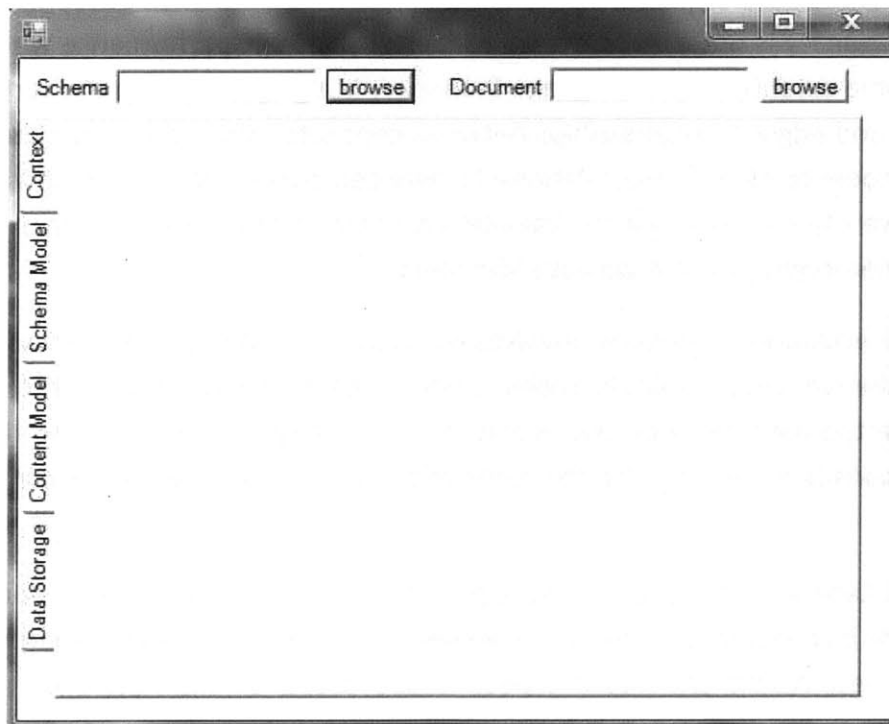 Schema browse Document browse
Context
Schema Model
Content Model
Data Storage